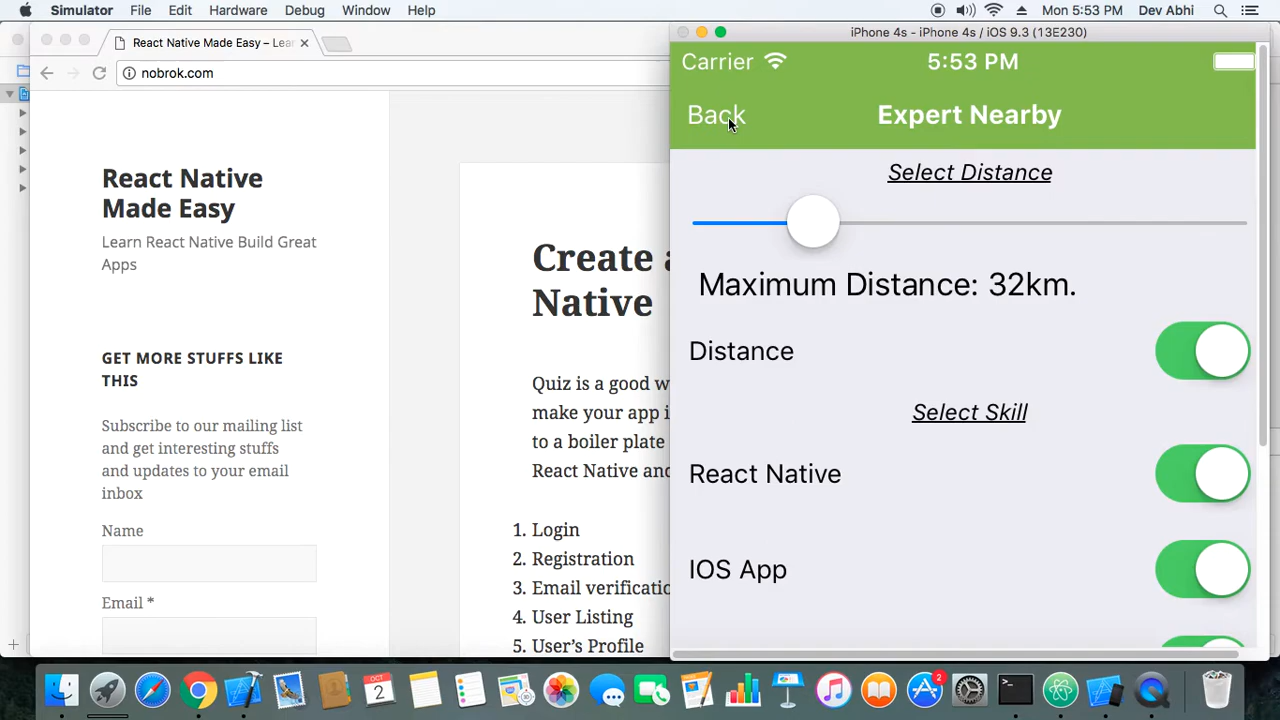 Simulator File Edit Hardware Debug Window Help Mon 5:53 PM Dev Abhi
React Native Made Easy – Lea
nobrok.com
React Native
Made Easy
Learn React Native Build Great
Apps
GET MORE STUFFS LIKE
THIS
Subscribe to our mailing list
and get interesting stuffs
and updates to your email
inbox
Name
Email *
Create a
Native
Quiz is a good w
make your app i
to a boiler plate
React Native and
1. Login
2. Registration
3. Email verificatio
4. User Listing
5. User's Profile
iPhone 4s - iPhone 4s / iOS 9.3 (13E230)
Carrier 5:53 PM
Back Expert Nearby
Select Distance
Maximum Distance: 32km.
Distance
Select Skill
React Native
IOS App
2
2